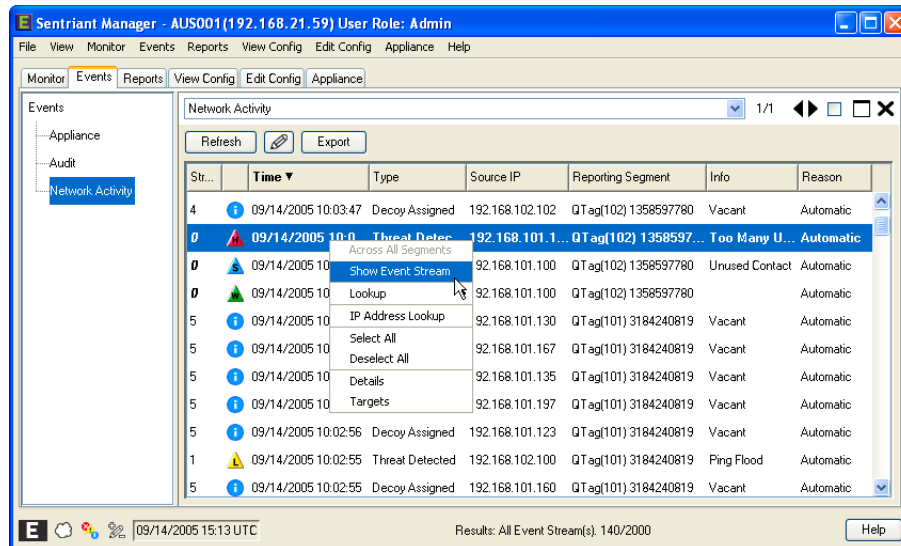 Sentriant Manager - AUS001(192.168.21.59) User Role: Admin
File View Monitor Events Reports View Config Edit Config Appliance Help
Monitor Events Reports View Config Edit Config Appliance
Events
Appliance
Audit
Network Activity
Network Activity 1/1
Refresh Export
Str... Time Type Source IP Reporting Segment Info Reason
4 09/14/2005 10:03:47 Decoy Assigned 192.168.102.102 QTag(102) 1358597780 Vacant Automatic
0 H 09/14/2005 10:0... Threat Detec... 192.168.101.1... QTag(102) 1358597... Too Many U... Automatic
0 S 09/14/2005 10 92.168.101.100 QTag(102) 1358597780 Unused Contact Automatic
0 W 09/14/2005 10 92.168.101.100 QTag(102) 1358597780 Automatic
5 09/14/2005 10 92.168.101.130 QTag(101) 3184240819 Vacant Automatic
5 09/14/2005 10 92.168.101.167 QTag(101) 3184240819 Vacant Automatic
5 09/14/2005 10 92.168.101.135 QTag(101) 3184240819 Vacant Automatic
5 09/14/2005 10 92.168.101.197 QTag(101) 3184240819 Vacant Automatic
5 09/14/2005 10:02:56 Decoy Assigned 192.168.101.123 QTag(101) 3184240819 Vacant Automatic
1 L 09/14/2005 10:02:55 Threat Detected 192.168.102.100 QTag(101) 3184240819 Ping Flood Automatic
5 09/14/2005 10:02:55 Decoy Assigned 192.168.101.160 QTag(101) 3184240819 Vacant Automatic
Across All Segments
Show Event Stream
Lookup
IP Address Lookup
Select All
Deselect All
Details
Targets
E 09/14/2005 15:13 UTC Results: All Event Stream(s). 140/2000 Help